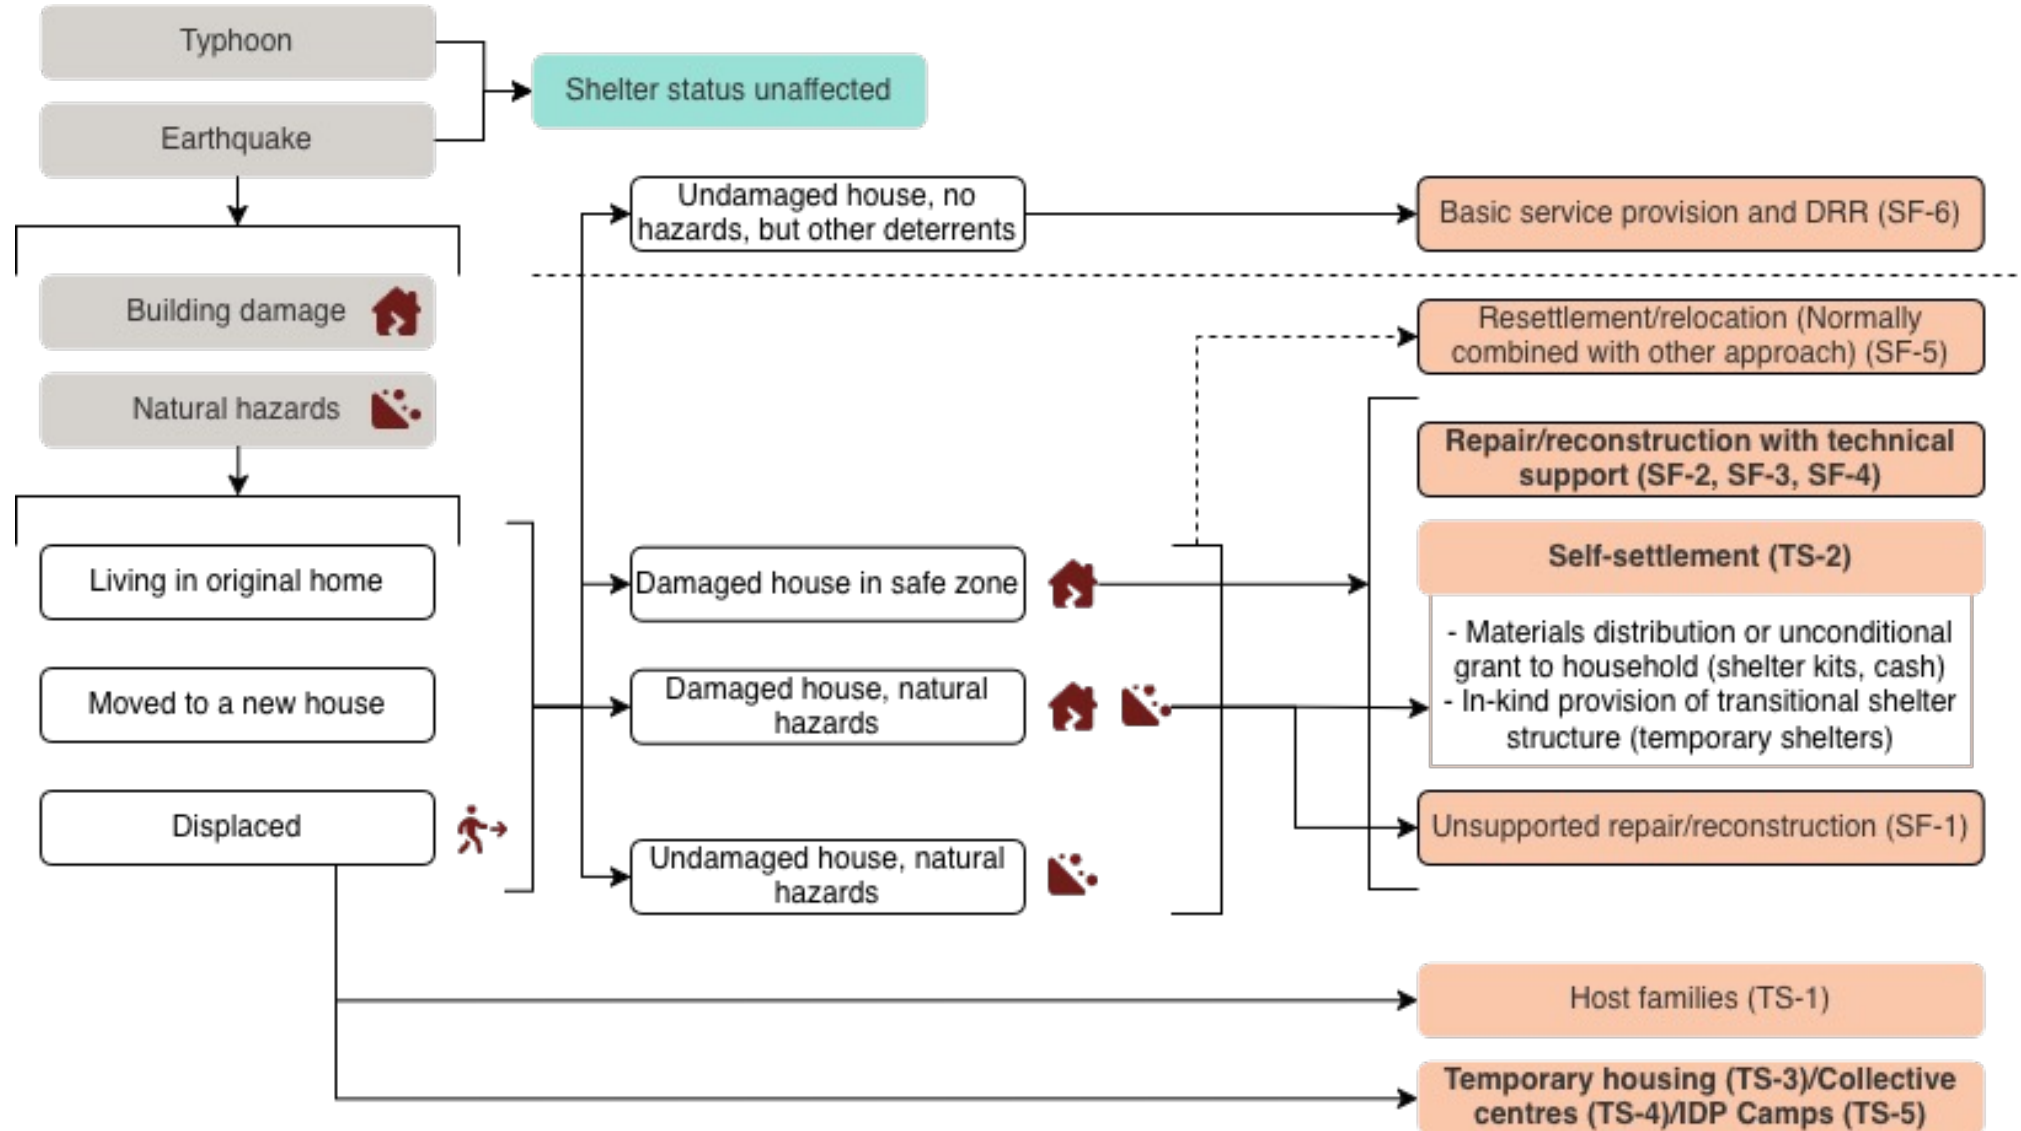 Typhoon
Earthquake
Shelter status unaffected
Building damage
Natural hazards
Living in original home
Moved to a new house
Displaced
Undamaged house, no
hazards, but other deterrents
Damaged house in safe zone
Damaged house, natural
hazards
Undamaged house, natural
hazards
Basic service provision and DRR (SF-6)
Resettlement/relocation (Normally
combined with other approach) (SF-5)
Repair/reconstruction with technical
support (SF-2, SF-3, SF-4)
Self-settlement (TS-2)
- Materials distribution or unconditional
grant to household (shelter kits, cash)
- In-kind provision of transitional shelter
structure (temporary shelters)
Unsupported repair/reconstruction (SF-1)
Host families (TS-1)
Temporary housing (TS-3)/Collective
centres (TS-4)/IDP Camps (TS-5)